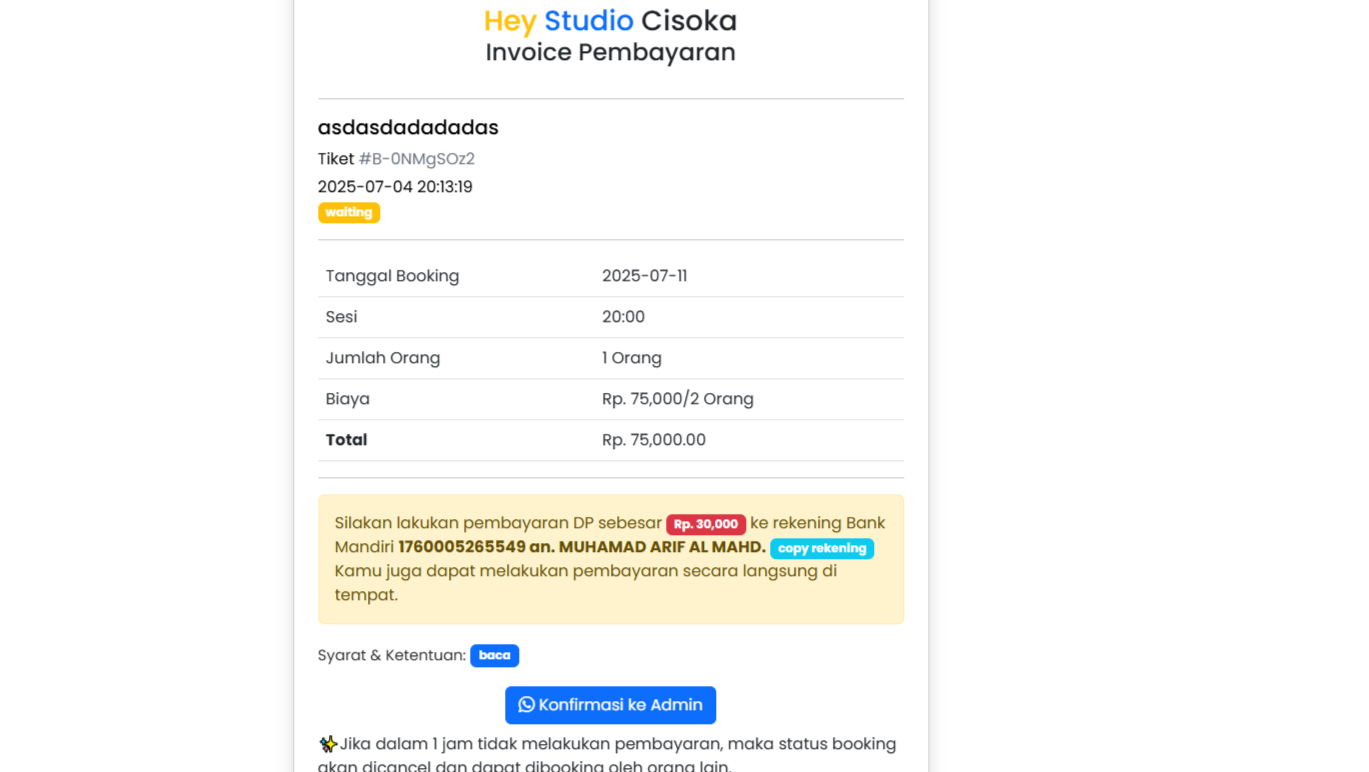 Hey Studio Cisoka
Invoice Pembayaran
asdasdadadadas
Tiket #B-0NMgSOz2
2025-07-04 20:13:19
waiting
Tanggal Booking 2025-07-11
Sesi 20:00
Jumlah Orang 1 Orang
Biaya Rp. 75,000/2 Orang
Total Rp. 75,000.00
Silakan lakukan pembayaran DP sebesar Rp. 30,000 ke rekening Bank
Mandiri 1760005265549 an. MUHAMAD ARIF AL MAHD. copy rekening
Kamu juga dapat melakukan pembayaran secara langsung di
tempat.
Syarat & Ketentuan: baca
Konfirmasi ke Admin
✨Jika dalam 1 jam tidak melakukan pembayaran, maka status booking
akan dicancel dan dapat dibooking oleh orang lain.